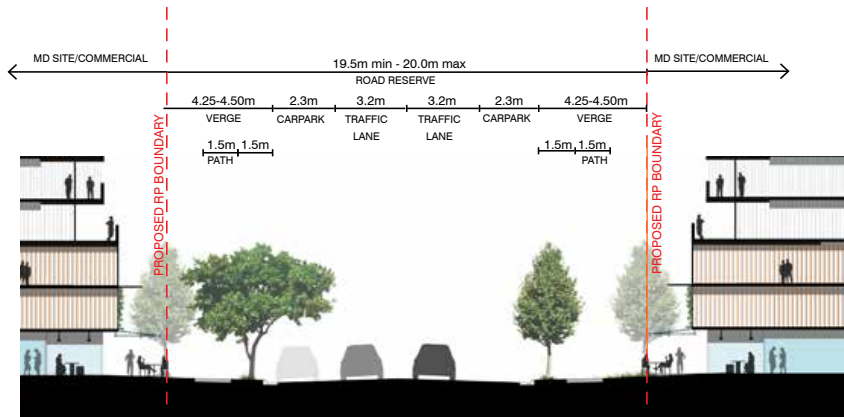 MD SITE/COMMERCIAL
19.5m min - 20.0m max
MD SITE/COMMERCIAL
ROAD RESERVE
4.25-4.50m
2.3m
3.2m
3.2m
2.3m
4.25-4.50m
VERGE
CARPARK
TRAFFIC
LANE
TRAFFIC
LANE
CARPARK
VERGE
1.5m
1.5m
PATH
1.5m
1.5m
PATH
PROPOSED RP BOUNDARY
PROPOSED RP BOUNDARY